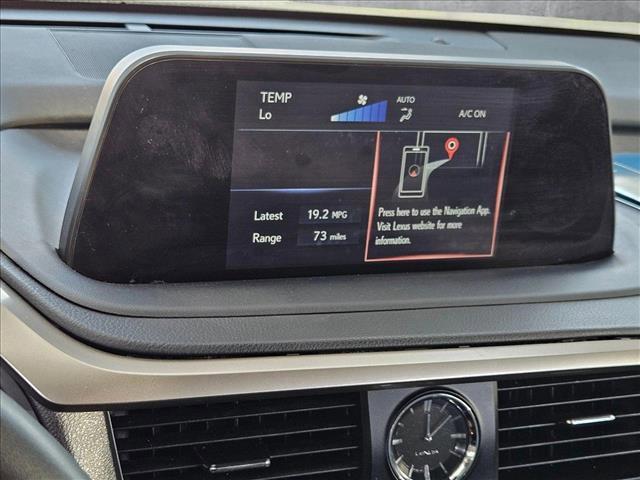 TEMP
AUTO
Lo
A/C ON
Latest 19.2 MPG
Range 73 miles
Press here to use the Navigation App.
Visit Lexus website for more
information.
LEXUS